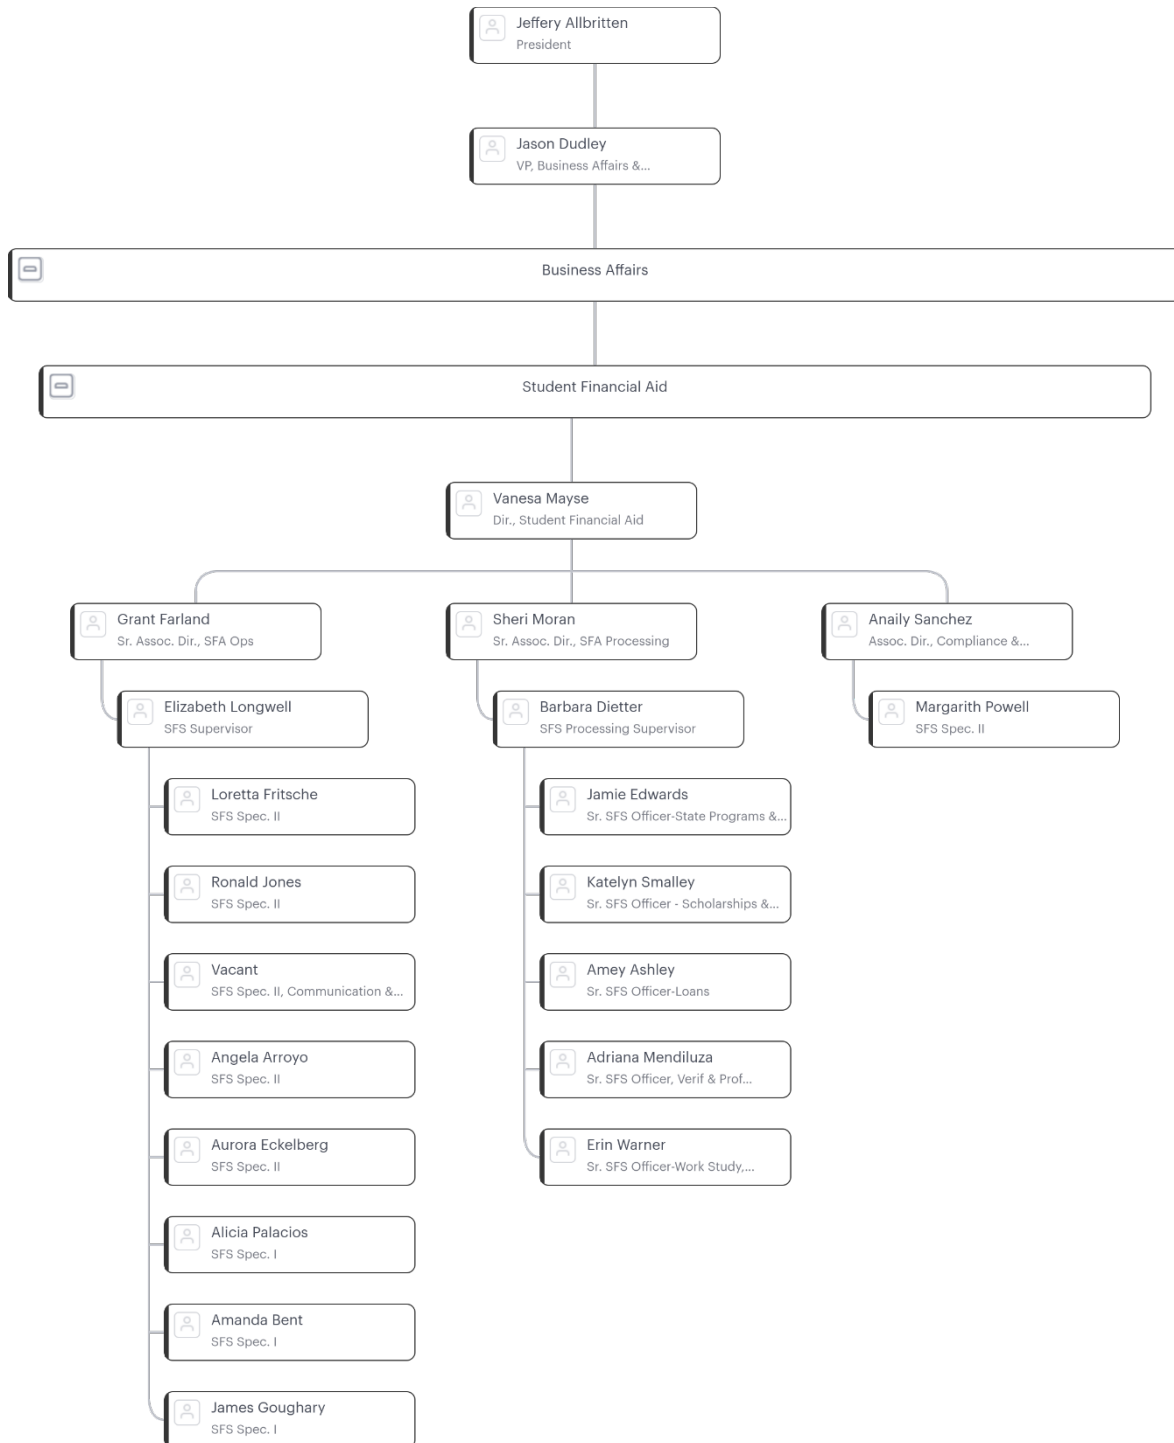 Jeffery Allbritten
President
Jason Dudley
VP, Business Affairs &...
Business Affairs
Student Financial Aid
Vanesa Mayse
Dir., Student Financial Aid
Grant Farland
Sr. Assoc. Dir., SFA Ops
Elizabeth Longwell
SFS Supervisor
Loretta Fritsche
SFS Spec. II
Ronald Jones
SFS Spec. II
Vacant
SFS Spec. II, Communication &...
Angela Arroyo
SFS Spec. II
Aurora Eckelberg
SFS Spec. II
Alicia Palacios
SFS Spec. I
Amanda Bent
SFS Spec. I
James Goughary
SFS Spec. I
Sheri Moran
Sr. Assoc. Dir., SFA Processing
Barbara Dietter
SFS Processing Supervisor
Jamie Edwards
Sr. SFS Officer-State Programs &...
Katelyn Smalley
Sr. SFS Officer - Scholarships &...
Amey Ashley
Sr. SFS Officer-Loans
Adriana Mendiluza
Sr. SFS Officer, Verif & Prof...
Erin Warner
Sr. SFS Officer-Work Study,...
Anaily Sanchez
Assoc. Dir., Compliance &...
Margarith Powell
SFS Spec. II